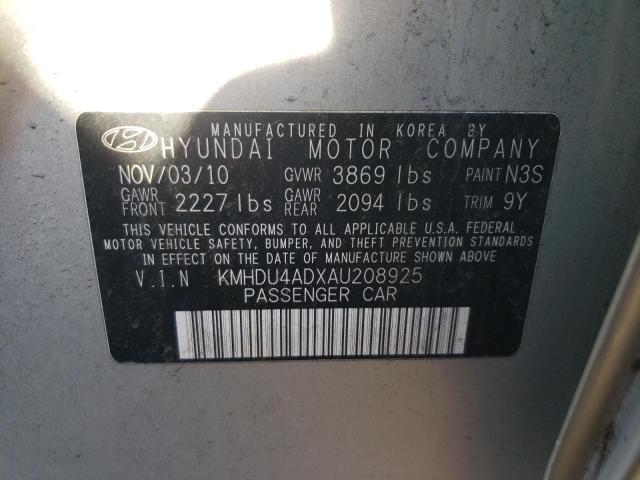 MANUFACTURED IN KOREA BY
HYUNDAI MOTOR COMPANY
NOV/03/10 GVWR 3869 lbs PAINT N3S
GAWR FRONT 2227 lbs GAWR REAR 2094 lbs TRIM 9Y
THIS VEHICLE CONFORMS TO ALL APPLICABLE U.S.A. FEDERAL
MOTOR VEHICLE SAFETY, BUMPER, AND THEFT PREVENTION STANDARDS
IN EFFECT ON THE DATE OF MANUFACTURE SHOWN ABOVE.
V.I.N KMHDU4ADXAU208925
PASSENGER CAR